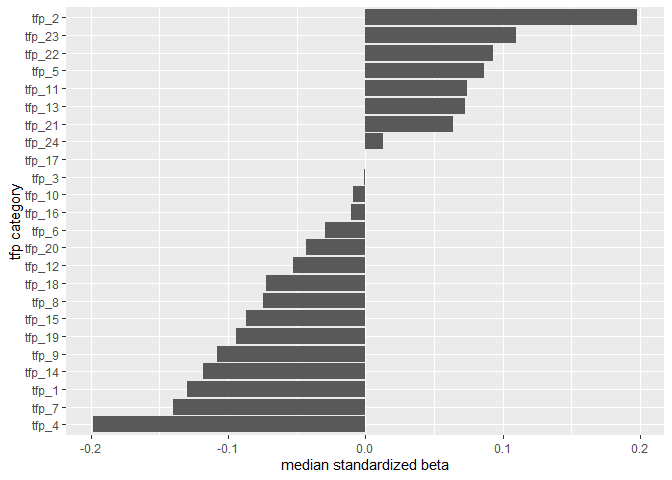 tfp_2
tfp_23
tfp_22
tfp_5
tfp_11
tfp_13
tfp_21
tfp_24
tfp_17
tfp_3
tfp_10
tfp_16
tfp_6
tfp_20
tfp_12
tfp_18
tfp_8
tfp_15
tfp_19
tfp_9
tfp_14
tfp_1
tfp_7
tfp_4
tfp category
-0.2 -0.1 0.0 0.1 0.2
median standardized beta